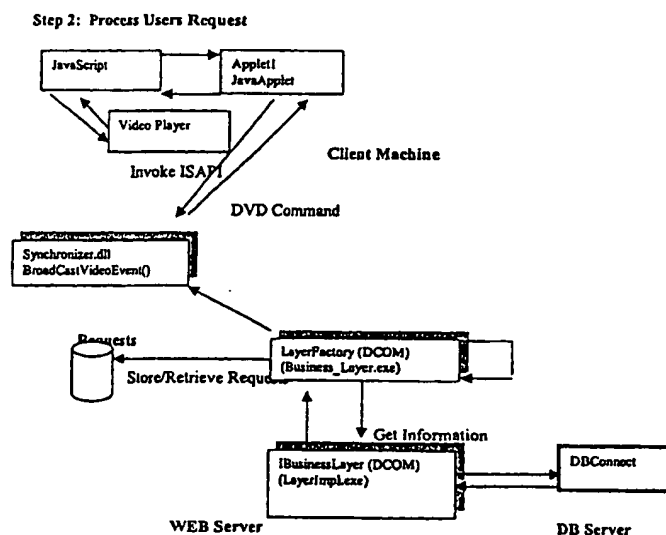 Step 2: Process Users Request
JavaScript
Applet1
JavaApplet
Video Player
Client Machine
Invoke ISAPI
DVD Command
Synchronizer.dll
BroadCastVideoEvent()
Requests
LayerFactory (DCOM)
(Business_Layer.exe)
Store/Retrieve Requests
Get Information
IBusinessLayer (DCOM)
(LayerImpl.exe)
DBConnect
WEB Server
DB Server